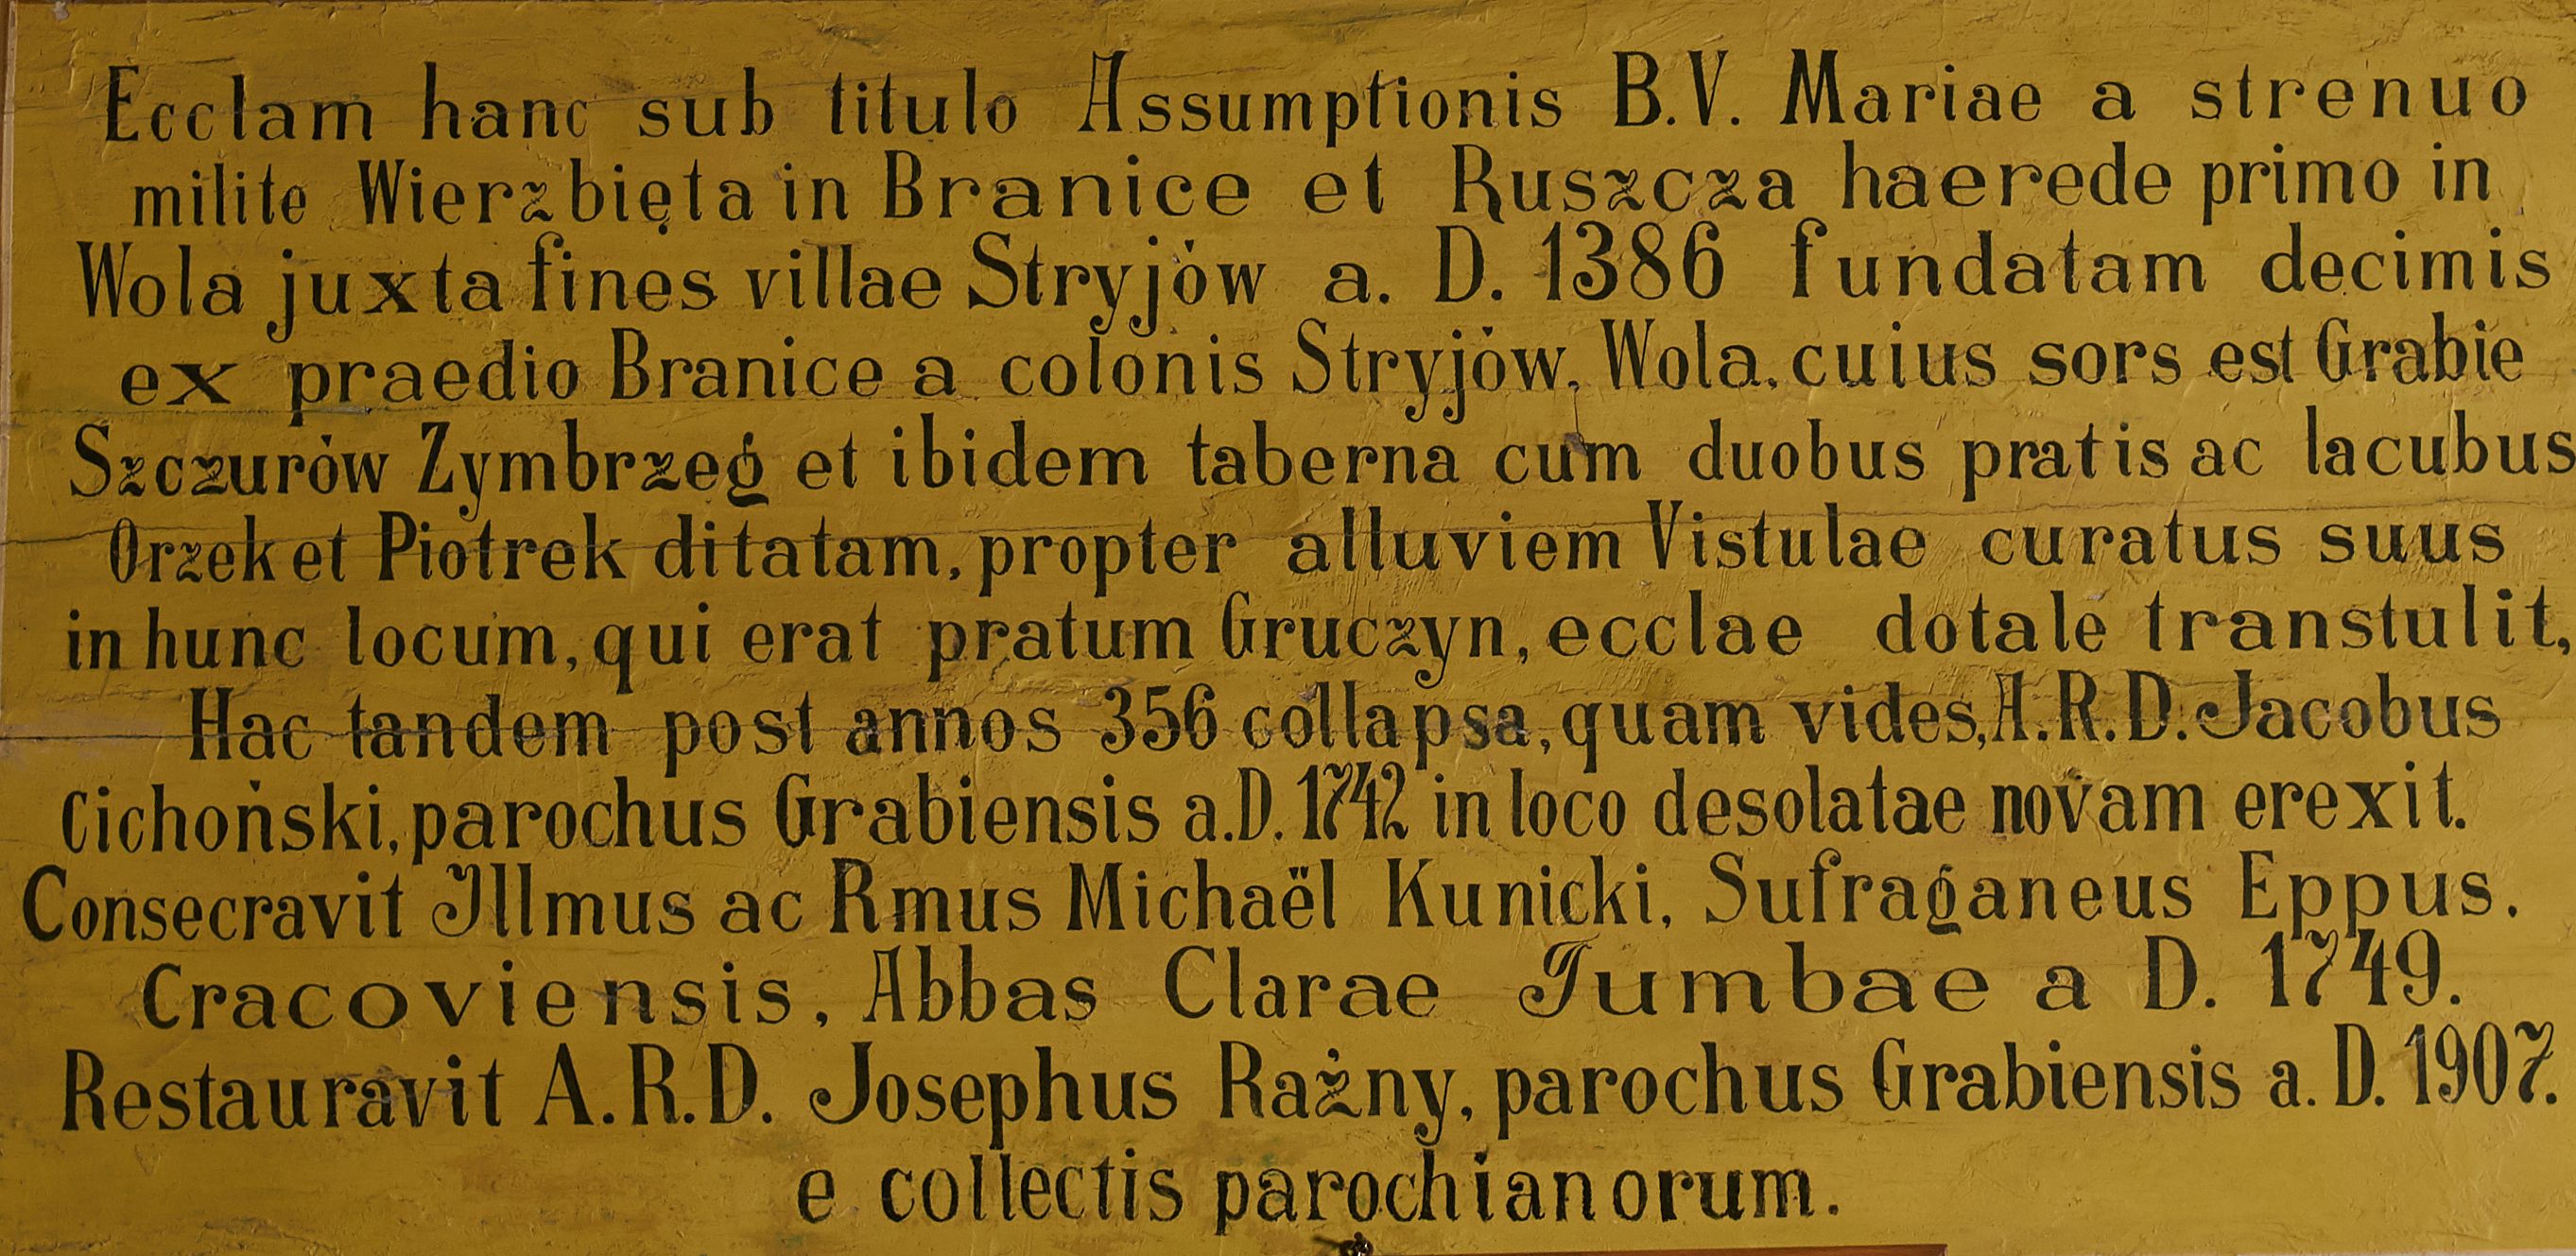 Ecclam hanc sub titulo Assumptionis B.V. Mariae a strenuo
milite Wierzbięta in Branice et Ruszcza haerede primo in
Wola juxta fines villae Stryjów a. D. 1386 fundatam decimis
ex praedio Branice a colonis Stryjów, Wola, cuius sors est Grabie
Szczurów Zymbrzeg et ibidem taberna cum duobus pratis ac lacubus
Orzek et Piotrek ditatam, propter alluviem Vistulae curatus suus
in hunc locum, qui erat pratum Gruczyn, ecclae dotale transtulit,
Hac tandem post annos 356 collapsa, quam vides, A.R.D. Jacobus
Cichoński, parochus Grabiensis a.D. 1742 in loco desolatae novam erexit.
Consecravit Illmus ac Rmus Michaël Kunicki, Sufraganeus Eppus.
Cracoviensis, Abbas Clarae Tumbae a D. 1749.
Restauravit A.R.D. Josephus Raźny, parochus Grabiensis a. D. 1907.
e collectis parochianorum.